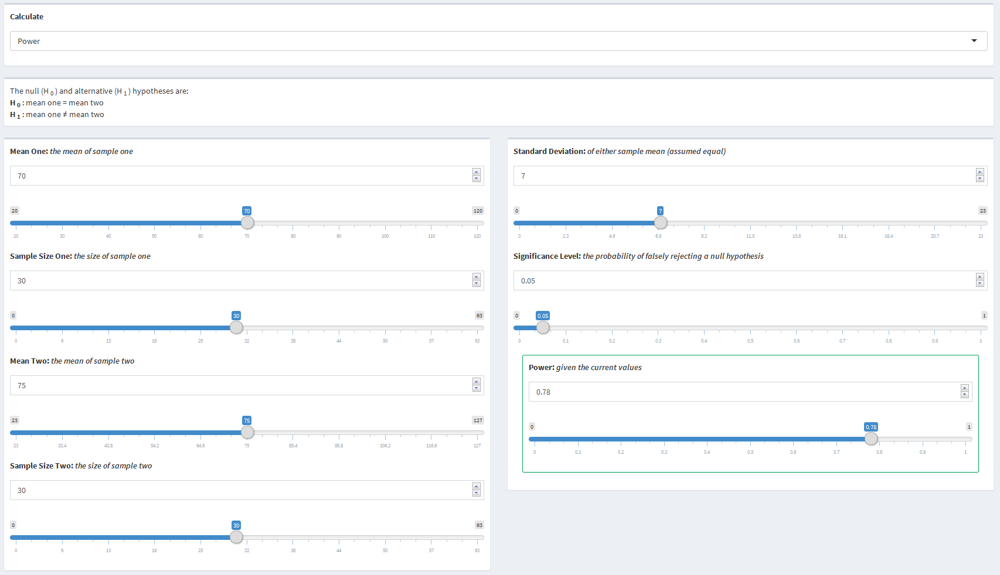 Calculate
Power
The null (H 0 ) and alternative (H 1 ) hypotheses are:
H 0 : mean one = mean two
H 1 : mean one ≠ mean two
Mean One: the mean of sample one
70
20 70 120
20 30 40 50 60 70 80 90 100 110 120
Sample Size One: the size of sample one
30
0 30 63
0 6 13 19 25 32 38 44 50 57 63
Mean Two: the mean of sample two
75
23 75 127
23 33.4 43.8 54.2 64.6 75 85.4 95.8 106.2 116.6 127
Sample Size Two: the size of sample two
30
0 30 63
0 6 13 19 25 32 38 44 50 57 63
Standard Deviation: of either sample mean (assumed equal)
7
0 7 23
0 2.3 4.6 6.9 9.2 11.5 13.8 16.1 18.4 20.7 23
Significance Level: the probability of falsely rejecting a null hypothesis
0.05
0 0.05 1
0 0.1 0.2 0.3 0.4 0.5 0.6 0.7 0.8 0.9 1
Power: given the current values
0.78
0 0.78 1
0 0.1 0.2 0.3 0.4 0.5 0.6 0.7 0.8 0.9 1